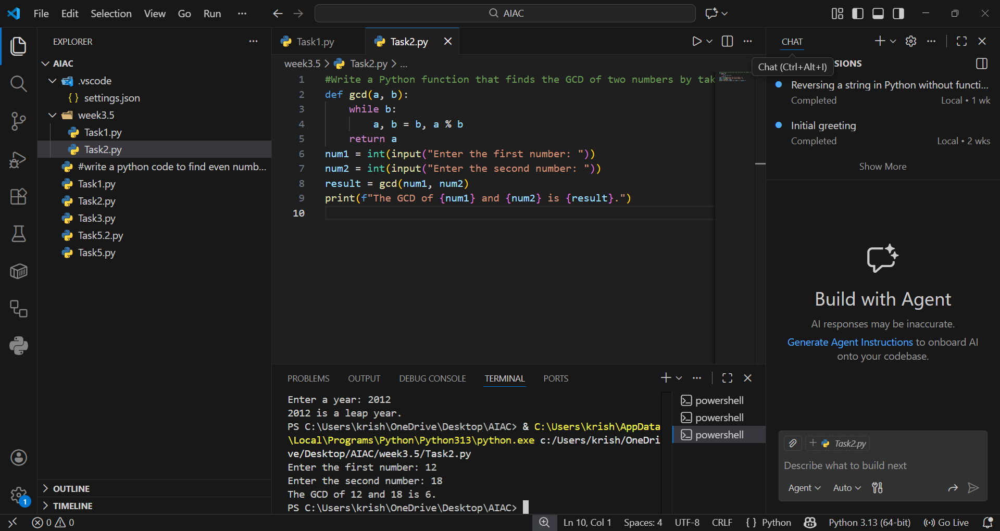 File Edit Selection View Go Run ··· AIAC
EXPLORER ···
AIAC
.vscode
{ } settings.json
week3.5
Task1.py
Task2.py
#write a python code to find even numb...
Task1.py
Task2.py
Task3.py
Task5.2.py
Task5.py
OUTLINE
TIMELINE
1
Task1.py
Task2.py
week3.5 > Task2.py > ...
1 #Write a Python function that finds the GCD of two numbers by tak
2 def gcd(a, b):
3 while b:
4 a, b = b, a % b
5 return a
6 num1 = int(input("Enter the first number: "))
7 num2 = int(input("Enter the second number: "))
8 result = gcd(num1, num2)
9 print(f"The GCD of {num1} and {num2} is {result}.")
10
PROBLEMS OUTPUT DEBUG CONSOLE TERMINAL PORTS
Enter a year: 2012
2012 is a leap year.
PS C:\Users\krish\OneDrive\Desktop\AIAC> & C:\Users\krish\AppData
\Local\Programs\Python\Python313\python.exe c:/Users/krish/OneDri
ve/Desktop/AIAC/week3.5/Task2.py
Enter the first number: 12
Enter the second number: 18
The GCD of 12 and 18 is 6.
PS C:\Users\krish\OneDrive\Desktop\AIAC>
powershell
powershell
powershell
CHAT
Chat (Ctrl+Alt+I)
SIONS
Reversing a string in Python without functi...
Completed Local • 1 wk
Initial greeting
Completed Local • 2 wks
Show More
Build with Agent
AI responses may be inaccurate.
Generate Agent Instructions to onboard AI
onto your codebase.
Task2.py
Describe what to build next
Agent Auto
0 0 Ln 10, Col 1 Spaces: 4 UTF-8 CRLF { } Python Python 3.13 (64-bit) Go Live